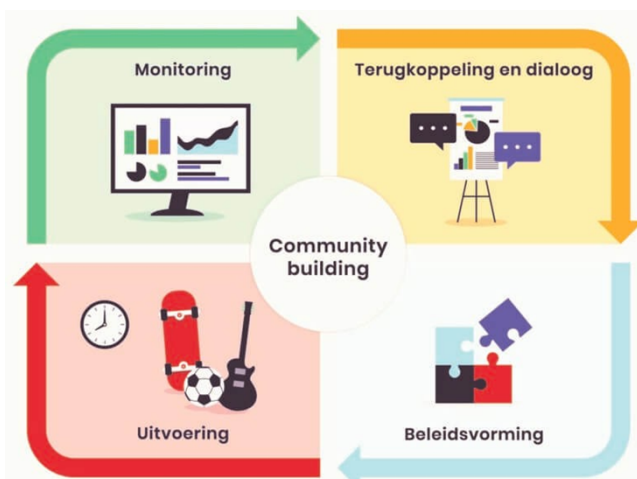 Monitoring
Terugkoppeling en dialoog
Community
building
Uitvoering
Beleidsvorming